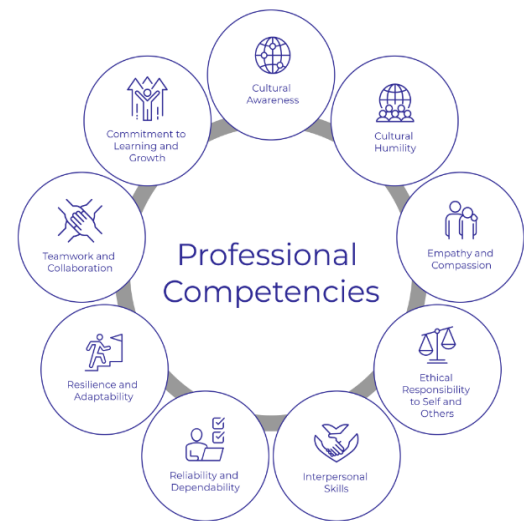 Professional
Competencies
Cultural
Awareness
Cultural
Humility
Empathy and
Compassion
Ethical
Responsibility
to Self and
Others
Interpersonal
Skills
Reliability and
Dependability
Resilience and
Adaptability
Teamwork and
Collaboration
Commitment to
Learning and
Growth